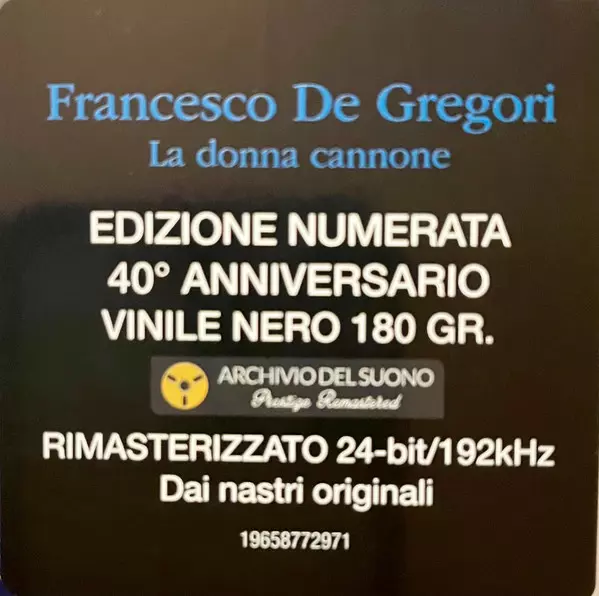 Francesco De Gregori
La donna cannone
EDIZIONE NUMERATA
40° ANNIVERSARIO
VINILE NERO 180 GR.
ARCHIVIO DEL SUONO
Prestige Remastered
RIMASTERIZZATO 24-bit/192kHz
Dai nastri originali
19658772971